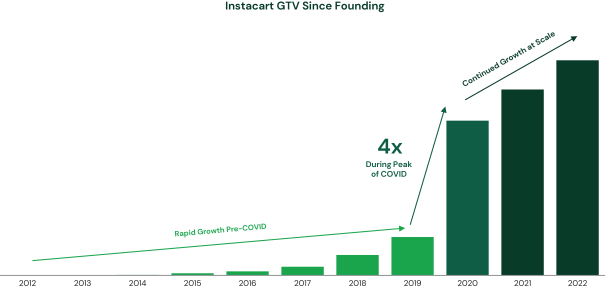 Instacart GTV Since Founding
Continued Growth at Scale
4x
During Peak
of COVID
Rapid Growth Pre-COVID
2012 2013 2014 2015 2016 2017 2018 2019 2020 2021 2022